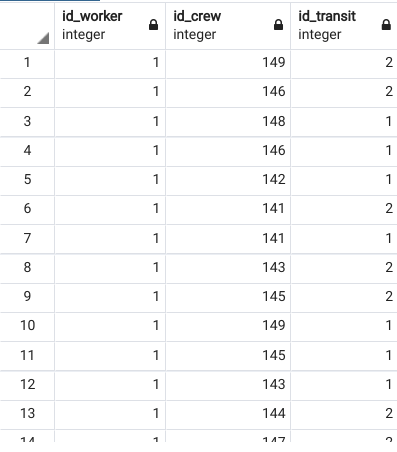 id_worker id_crew id_transit
integer integer integer
1 1 149 2
2 1 146 2
3 1 148 1
4 1 146 1
5 1 142 1
6 1 141 2
7 1 141 1
8 1 143 2
9 1 145 2
10 1 149 1
11 1 145 1
12 1 143 1
13 1 144 2
14 1 147 2